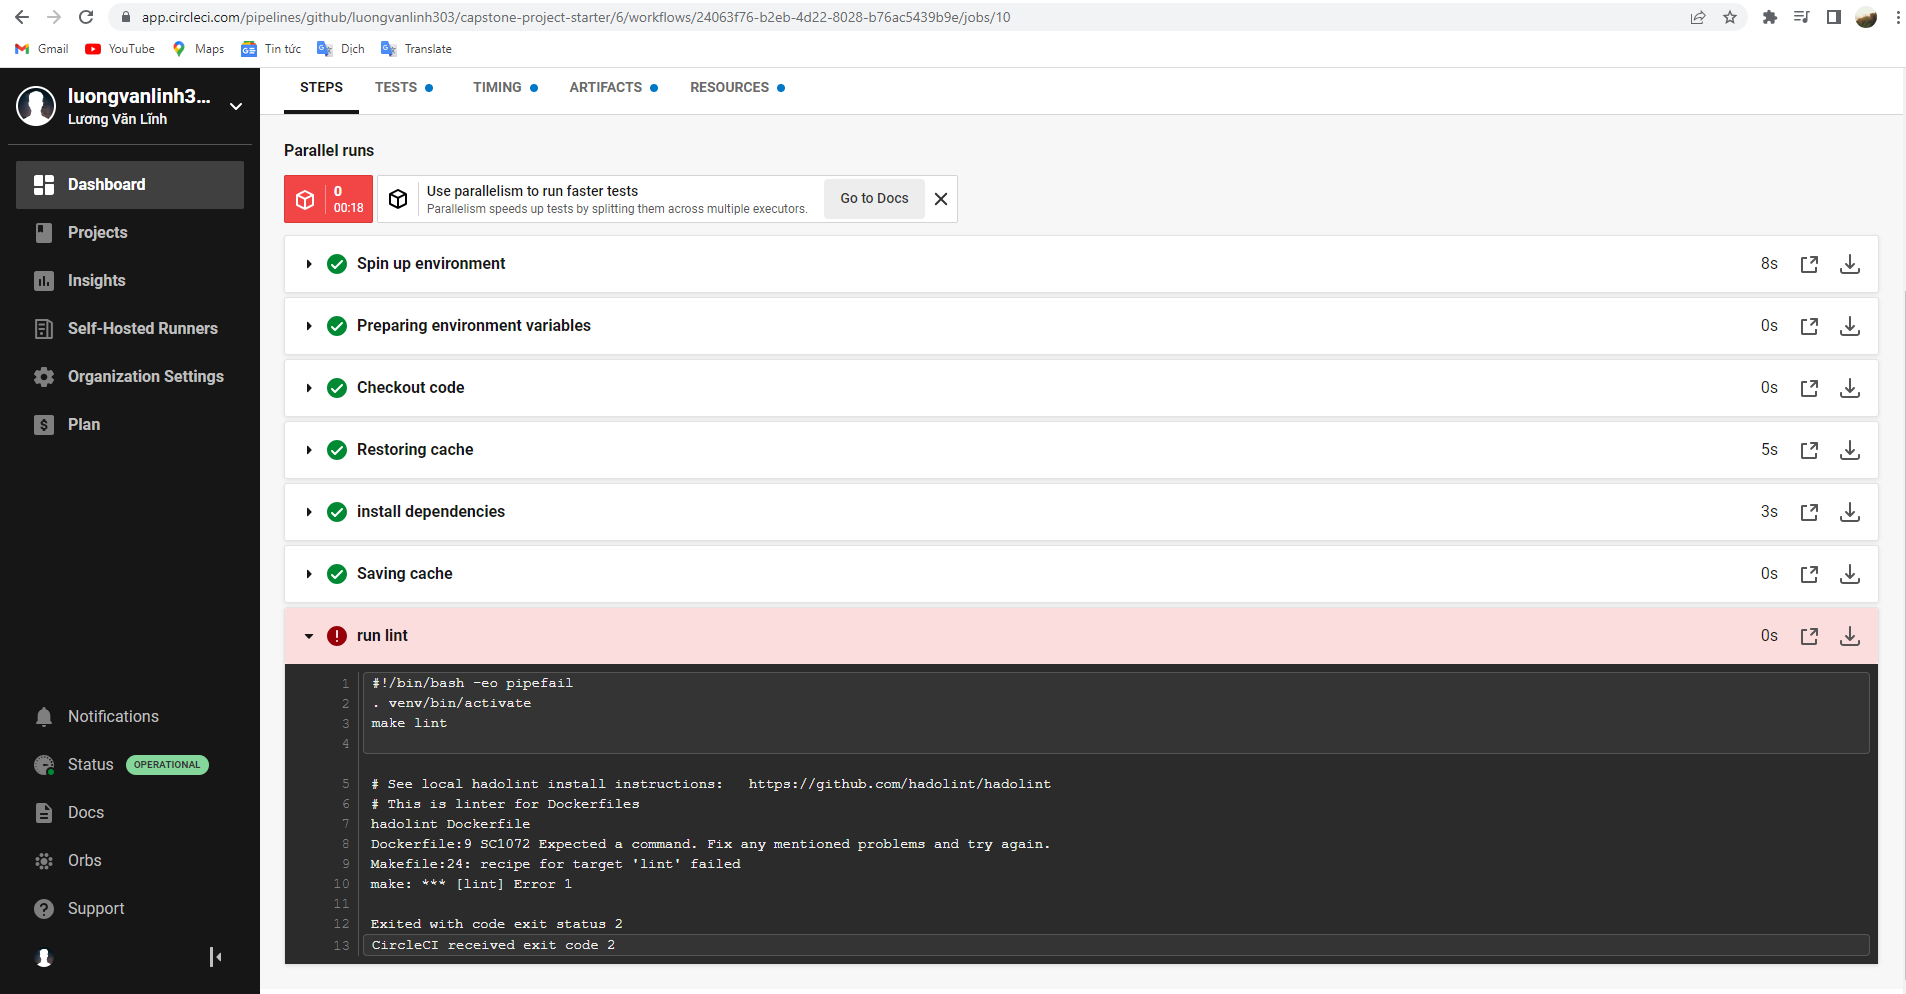 app.circleci.com/pipelines/github/luongvanlinh303/capstone-project-starter/6/workflows/24063f76-b2eb-4d22-8028-b76ac5439b9e/jobs/10
Gmail YouTube Maps Tin tức Dịch Translate
luongvanlinh3...
Lương Văn Lĩnh
Dashboard
Projects
Insights
Self-Hosted Runners
Organization Settings
Plan
Notifications
Status OPERATIONAL
Docs
Orbs
Support
STEPS TESTS TIMING ARTIFACTS RESOURCES
Parallel runs
0
00:18
Use parallelism to run faster tests
Parallelism speeds up tests by splitting them across multiple executors.
Go to Docs
Spin up environment 8s
Preparing environment variables 0s
Checkout code 0s
Restoring cache 5s
install dependencies 3s
Saving cache 0s
run lint 0s
1 #!/bin/bash -eo pipefail
2 . venv/bin/activate
3 make lint
4
5 # See local hadolint install instructions:   https://github.com/hadolint/hadolint
6 # This is linter for Dockerfiles
7 hadolint Dockerfile
8 Dockerfile:9 SC1072 Expected a command. Fix any mentioned problems and try again.
9 Makefile:24: recipe for target 'lint' failed
10 make: *** [lint] Error 1
11
12 Exited with code exit status 2
13 CircleCI received exit code 2